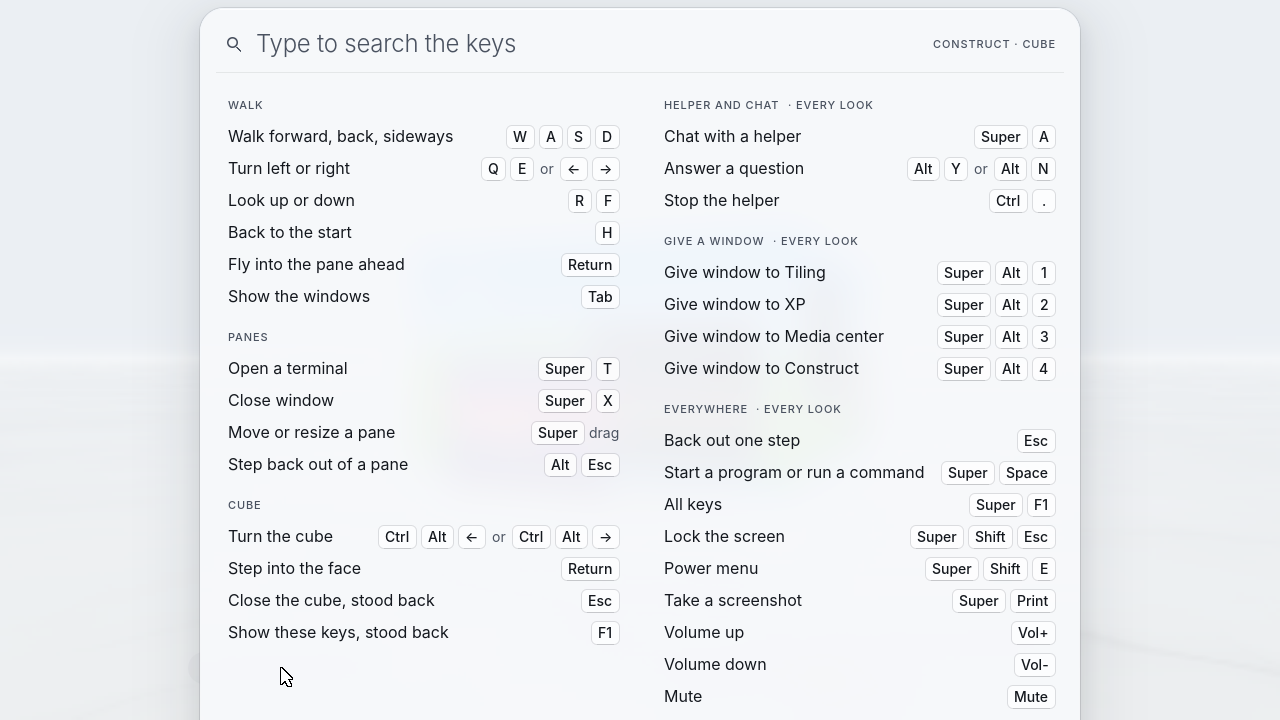 Type to search the keys
CONSTRUCT · CUBE
WALK
Walk forward, back, sideways W A S D
Turn left or right Q E or ← →
Look up or down R F
Back to the start H
Fly into the pane ahead Return
Show the windows Tab
PANES
Open a terminal Super T
Close window Super X
Move or resize a pane Super drag
Step back out of a pane Alt Esc
CUBE
Turn the cube Ctrl Alt ← or Ctrl Alt →
Step into the face Return
Close the cube, stood back Esc
Show these keys, stood back F1
HELPER AND CHAT · EVERY LOOK
Chat with a helper Super A
Answer a question Alt Y or Alt N
Stop the helper Ctrl .
GIVE A WINDOW · EVERY LOOK
Give window to Tiling Super Alt 1
Give window to XP Super Alt 2
Give window to Media center Super Alt 3
Give window to Construct Super Alt 4
EVERYWHERE · EVERY LOOK
Back out one step Esc
Start a program or run a command Super Space
All keys Super F1
Lock the screen Super Shift Esc
Power menu Super Shift E
Take a screenshot Super Print
Volume up Vol+
Volume down Vol-
Mute Mute